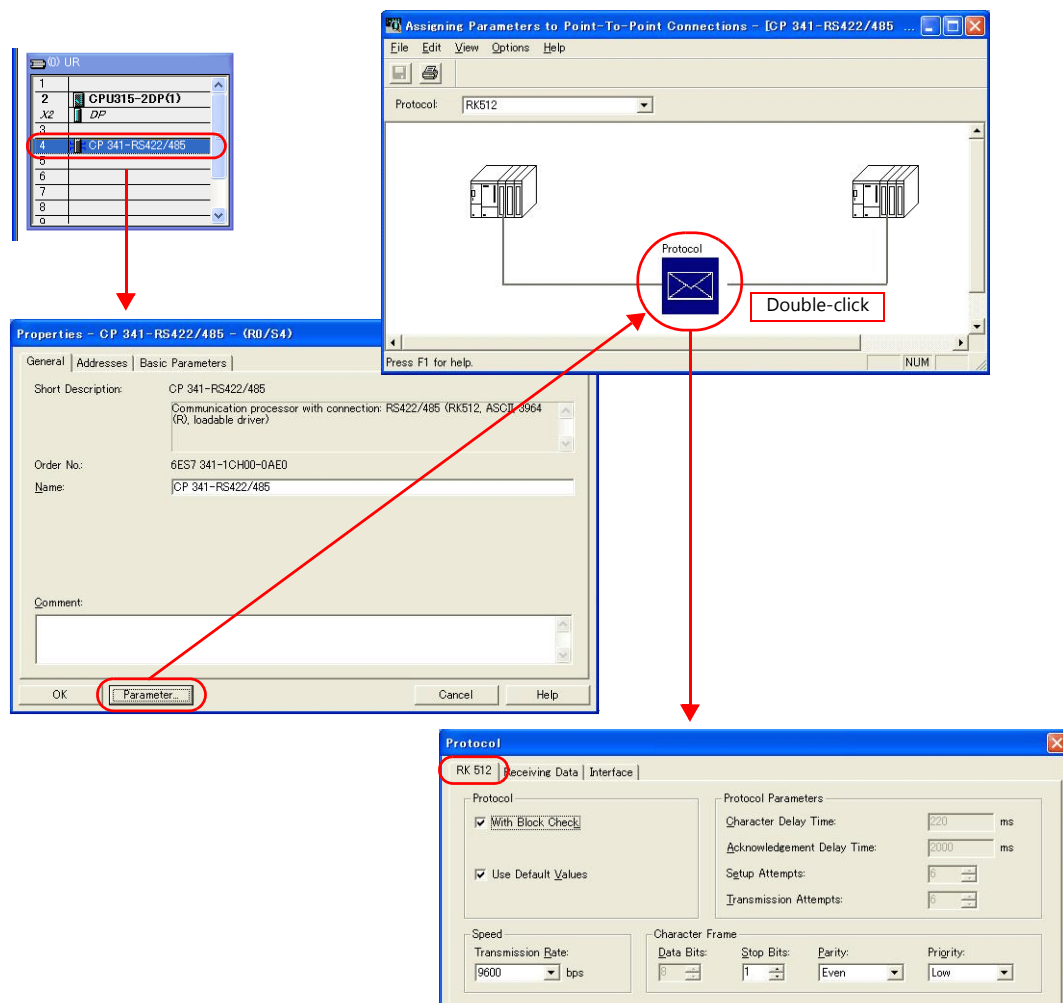 (0) UR
1
2 CPU315-2DP(1)
X2 DP
3
4 CP 341-RS422/485
5
6
7
8
9
Assigning Parameters to Point-To-Point Connections - [CP 341-RS422/485 ...
File Edit View Options Help
Protocol: RK512
Protocol
Double-click
Press F1 for help.
NUM
Properties - CP 341-RS422/485 - (R0/S4)
General Addresses Basic Parameters
Short Description: CP 341-RS422/485
Communication processor with connection: RS422/485 (RK512, ASCII, 3964
(R), loadable driver)
Order No.: 6ES7 341-1CH00-0AE0
Name: CP 341-RS422/485
Comment:
OK Parameter... Cancel Help
Protocol
RK 512 Receiving Data Interface
Protocol
With Block Check
Use Default Values
Protocol Parameters
Character Delay Time: 220 ms
Acknowledgement Delay Time: 2000 ms
Setup Attempts: 6
Transmission Attempts: 6
Speed
Transmission Rate:
9600 bps
Character Frame
Data Bits: Stop Bits: Parity: Priority:
8 1 Even Low